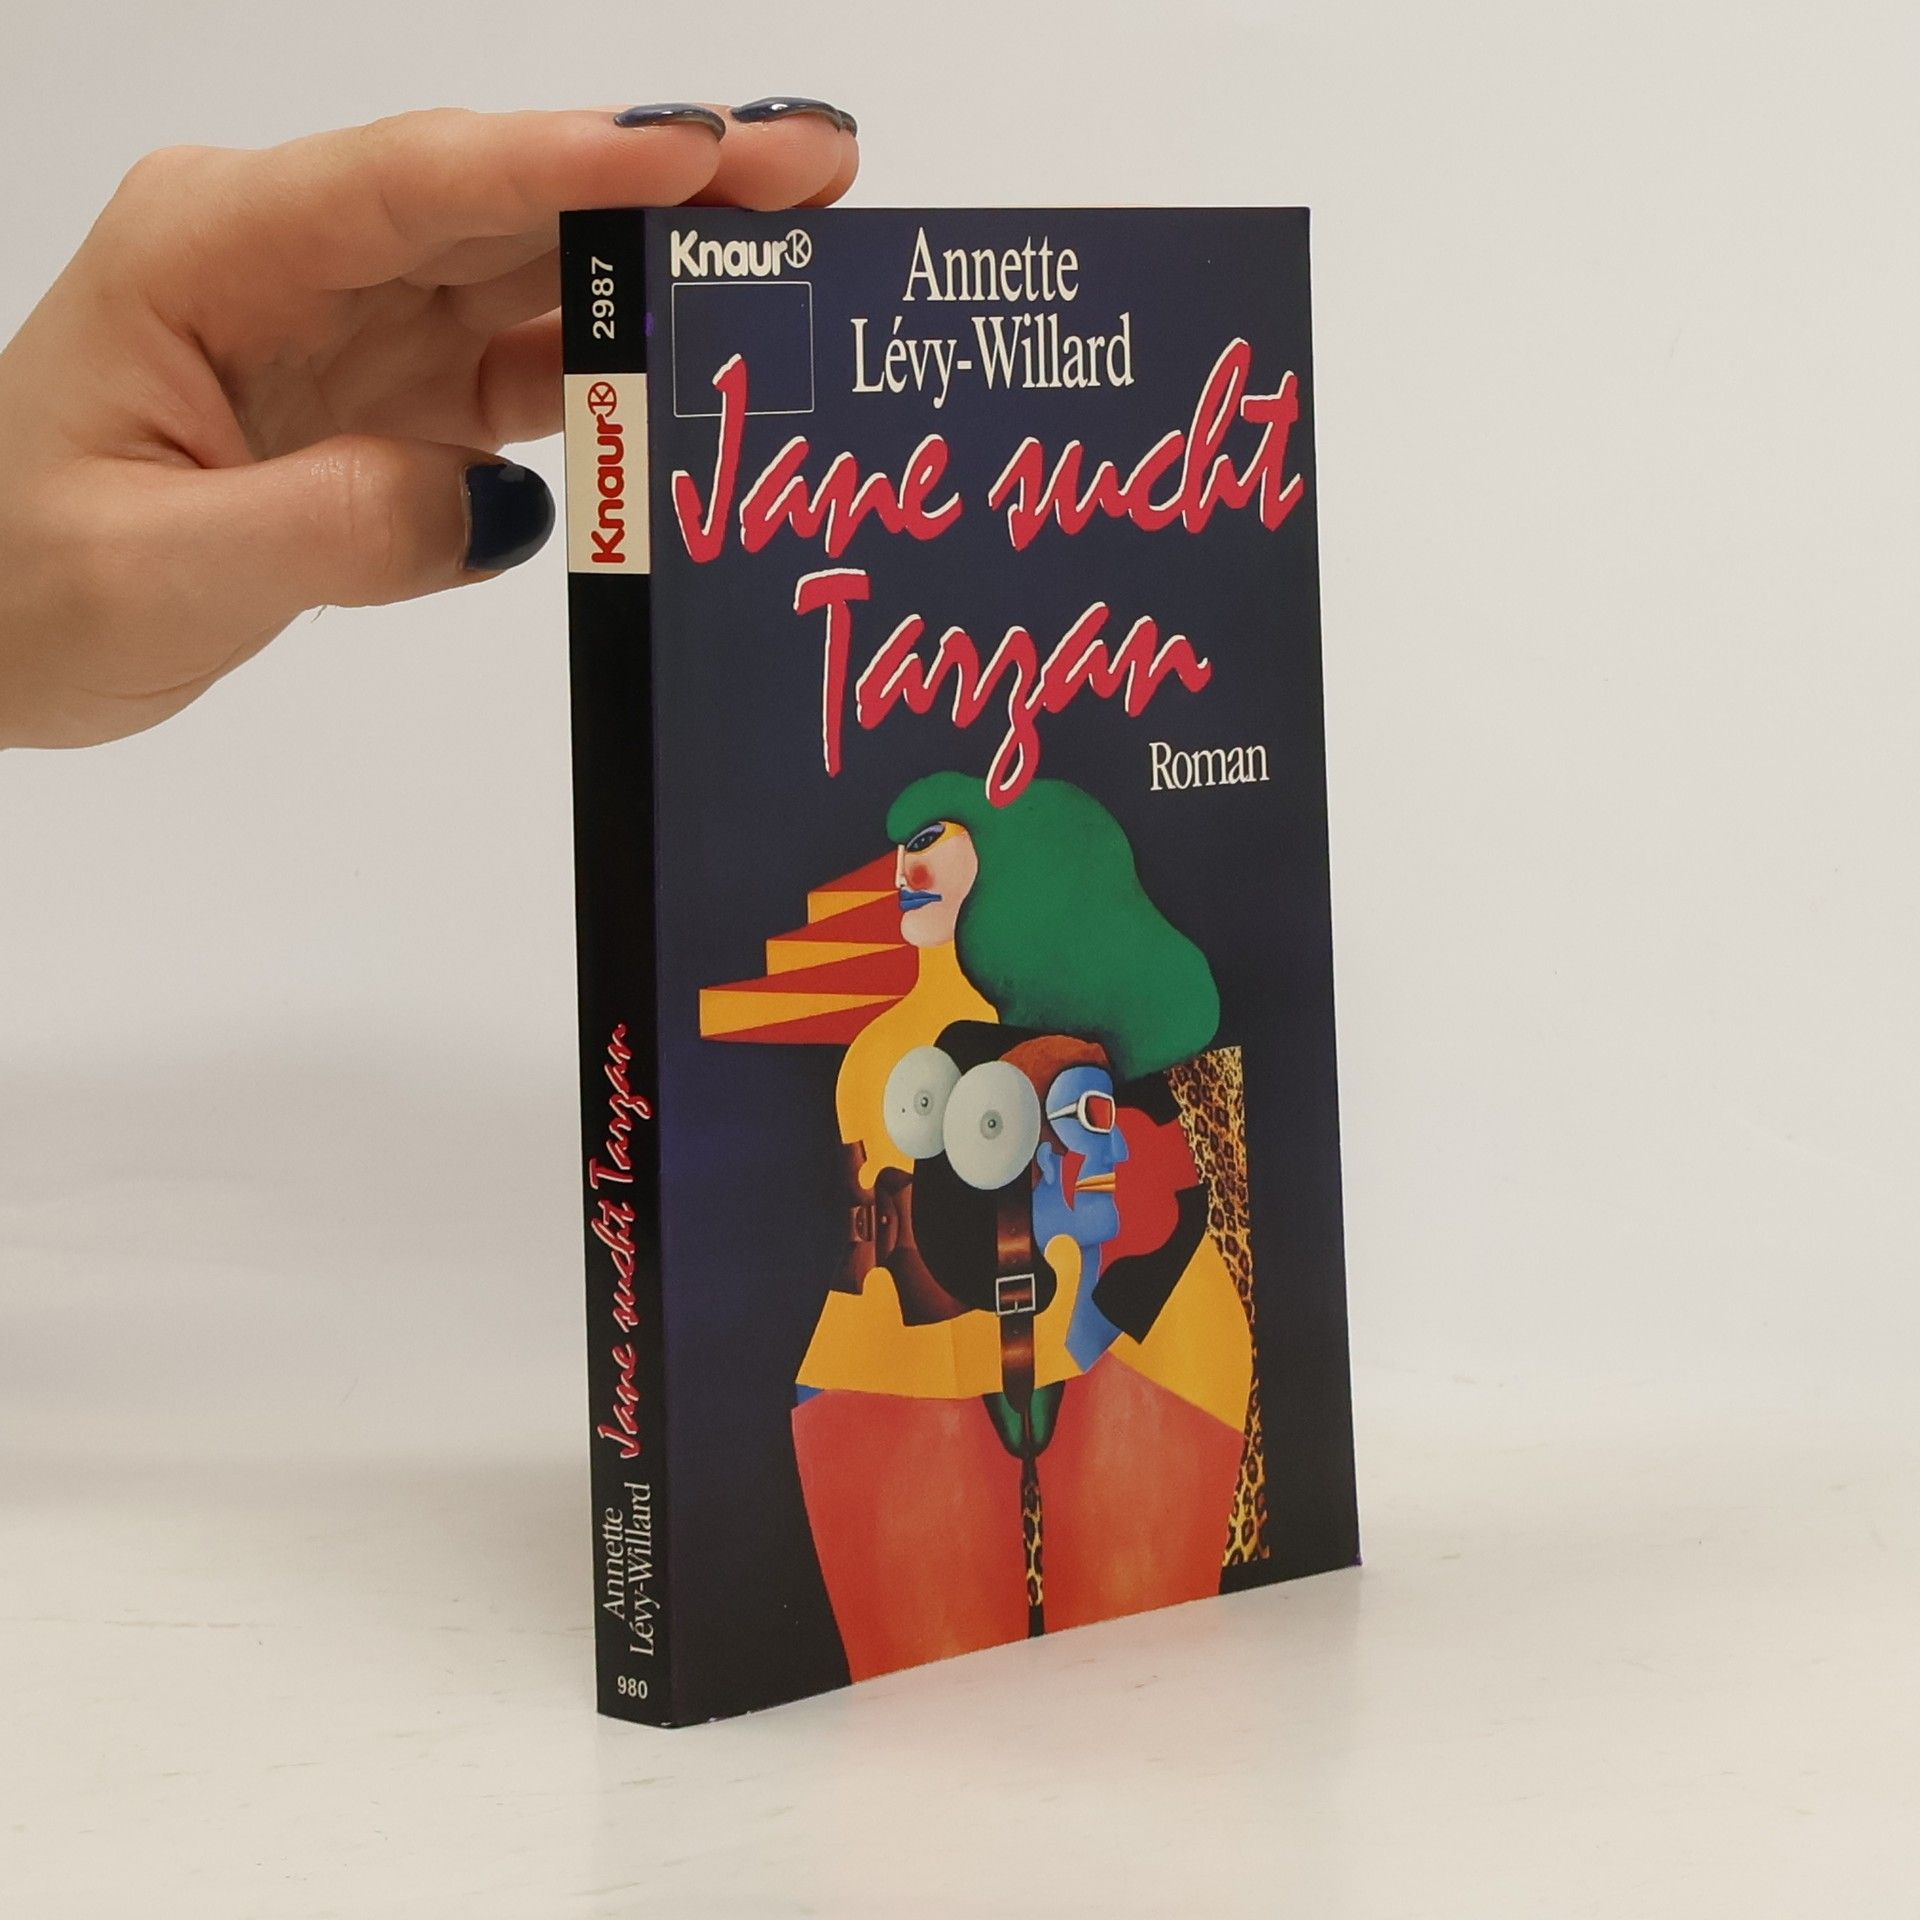 Knaur
Annette
Lévy-Willard
Jane sucht
Tarzan
Roman
2987
Knaur
Jane sucht Tarzan
Annette
Lévy-Willard
980